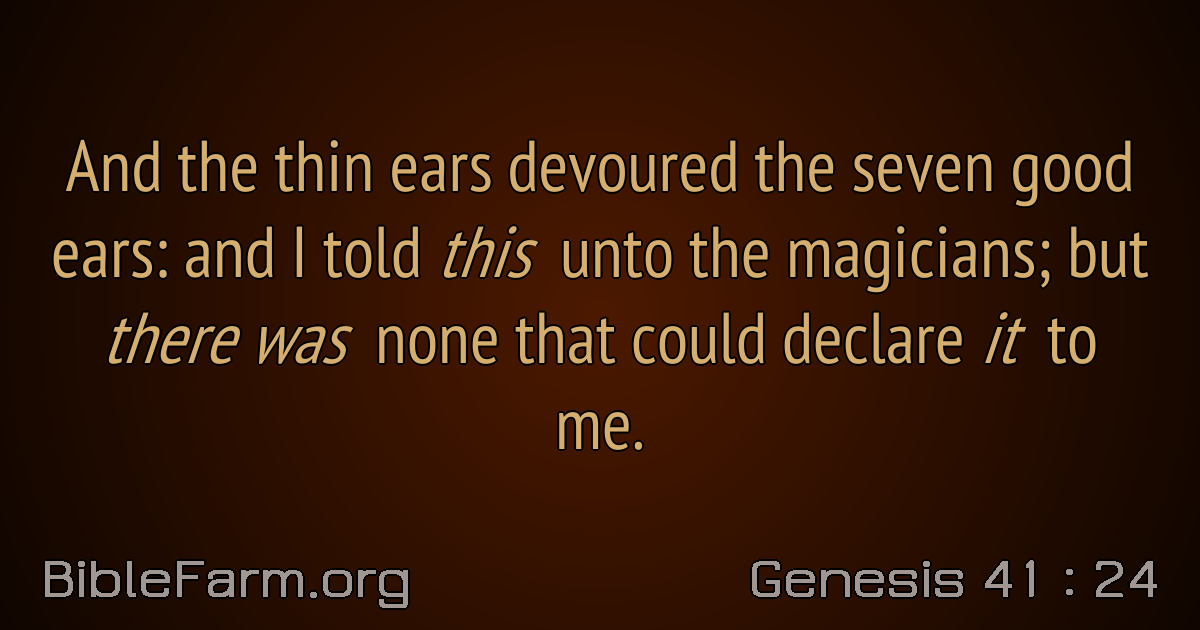 And the thin ears devoured the seven good
ears: and I told this unto the magicians; but
there was none that could declare it to
me.
BibleFarm.org
Genesis 41 : 24